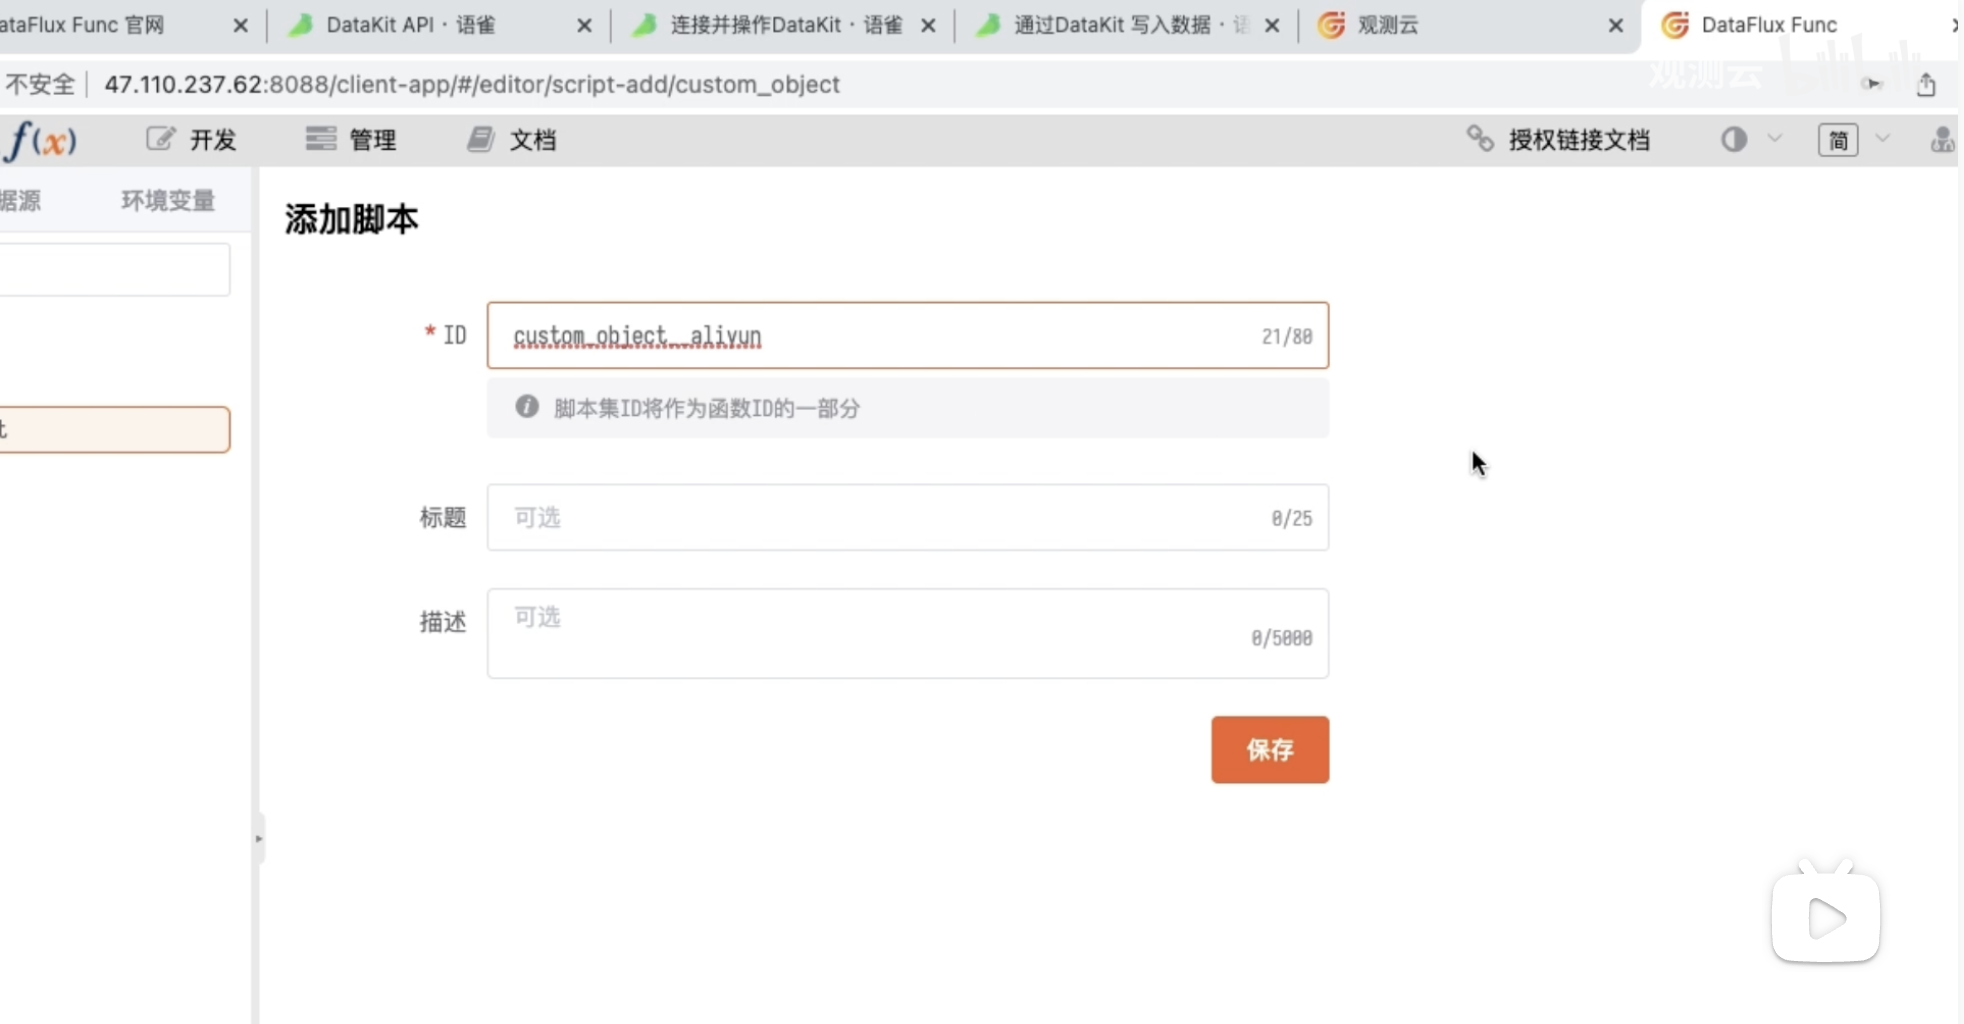 ataFlux Func 官网
DataKit API · 语雀
连接并操作DataKit · 语雀
通过DataKit 写入数据 · 语
观测云
DataFlux Func
不安全
47.110.237.62:8088/client-app/#/editor/script-add/custom_object
观测云
f(x)
开发
管理
文档
授权链接文档
简
据源
环境变量
添加脚本
* ID
custom_object__aliyun
21/80
脚本集ID将作为函数ID的一部分
t
标题
可选
0/25
描述
可选
0/5000
保存